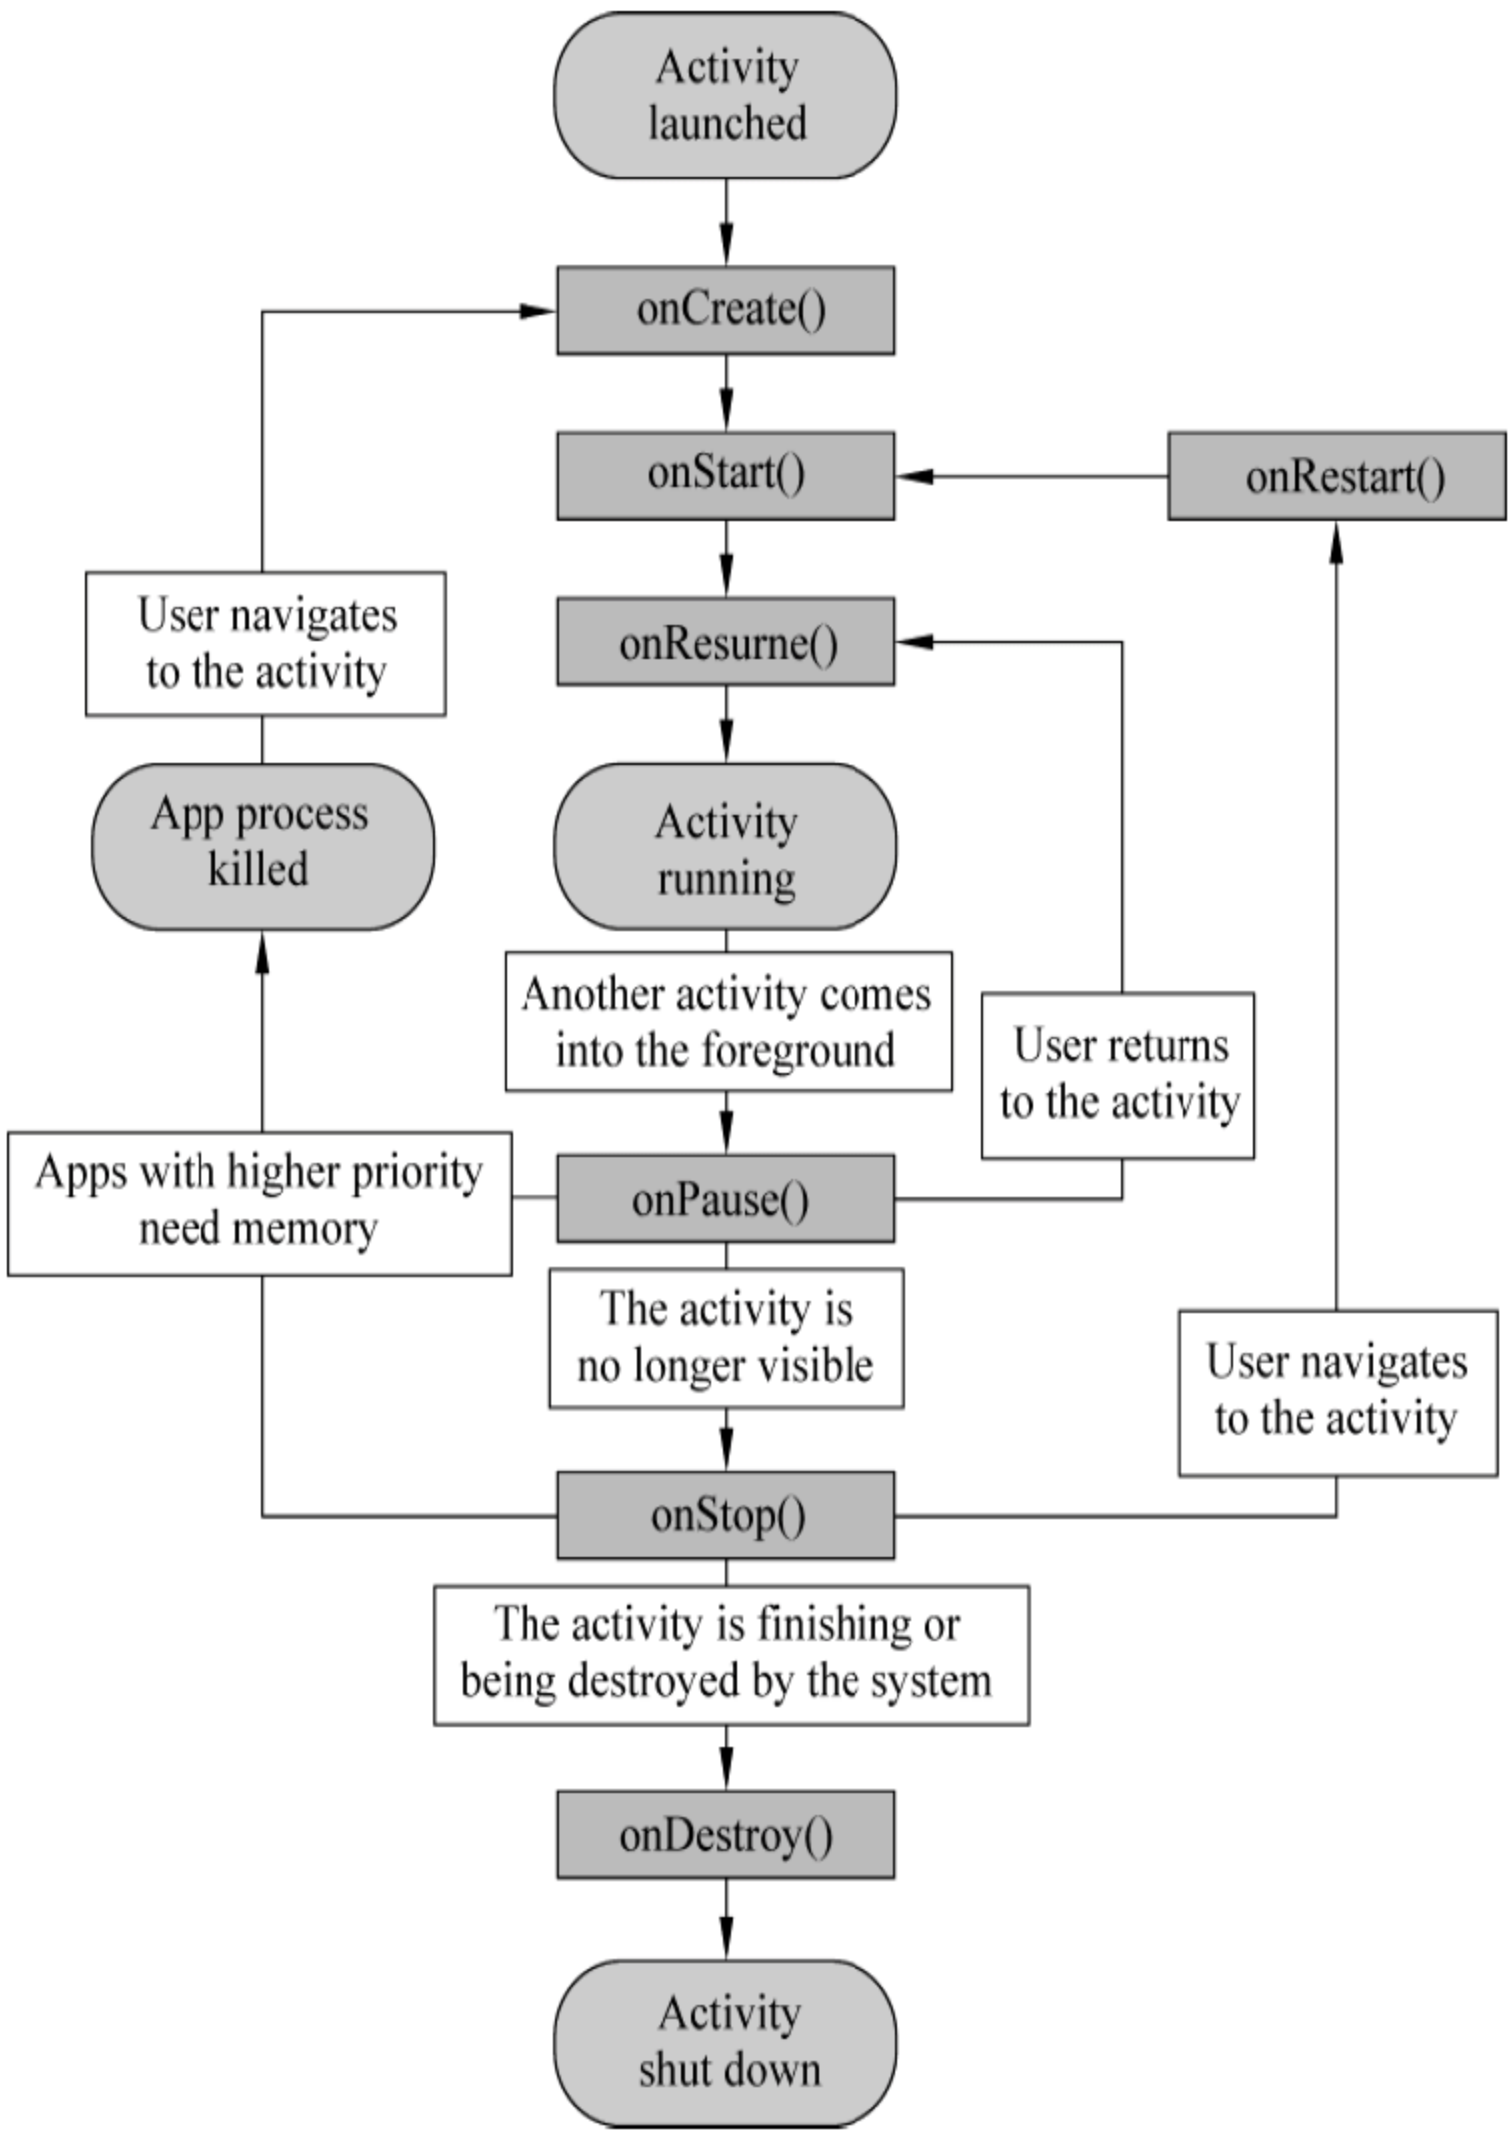 Activity
launched
onCreate()
onStart()
onRestart()
User navigates
to the activity
onResurne()
App process
killed
Activity
running
Another activity comes
into the foreground
User returns
to the activity
Apps with higher priority
need memory
onPause()
The activity is
no longer visible
User navigates
to the activity
onStop()
The activity is finishing or
being destroyed by the system
onDestroy()
Activity
shut down